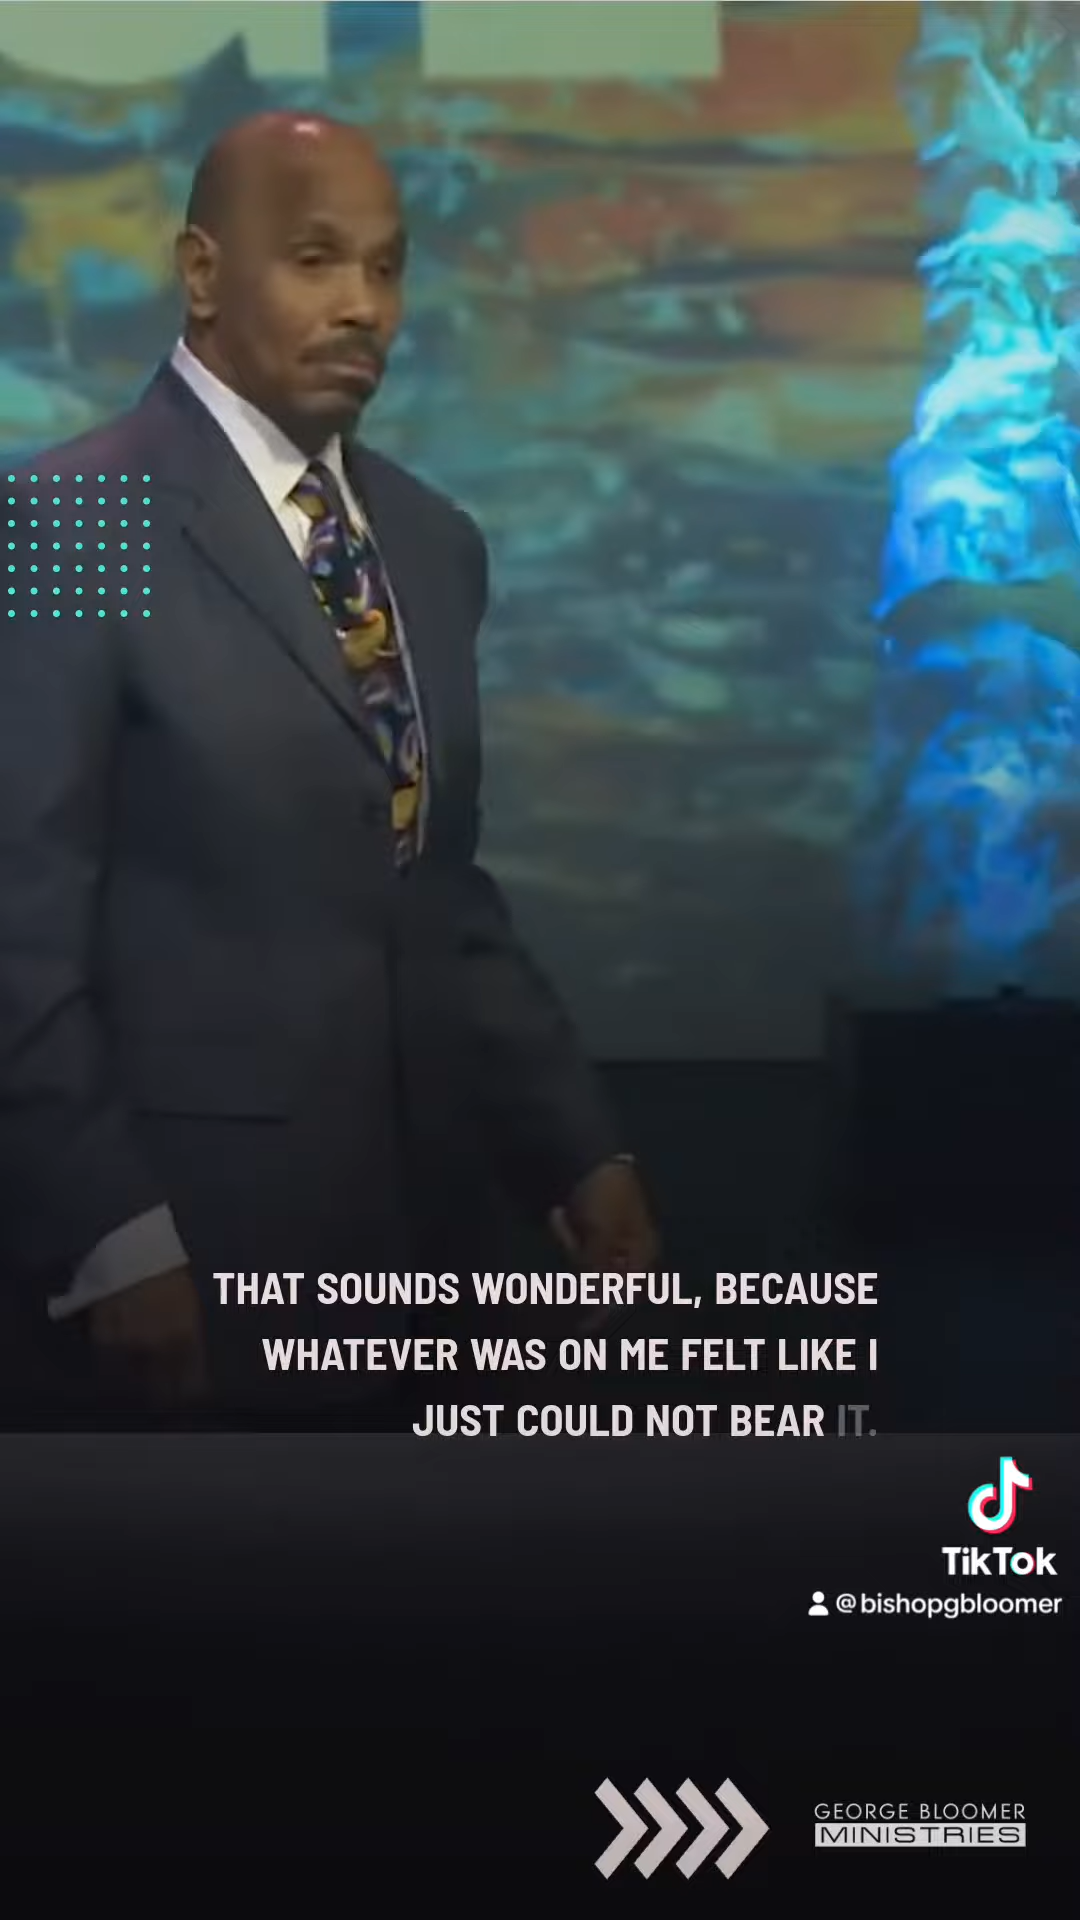 THAT SOUNDS WONDERFUL, BECAUSE
WHATEVER WAS ON ME FELT LIKE I
JUST COULD NOT BEAR IT.
TikTok
@bishopgbloomer
GEORGE BLOOMER
MINISTRIES